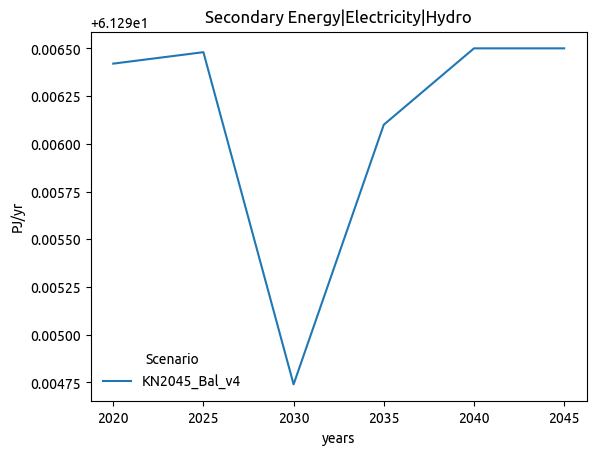 Secondary Energy|Electricity|Hydro
+6.129e1
0.00650
0.00625
0.00600
0.00575
0.00550
0.00525
0.00500
0.00475
PJ/yr
Scenario
KN2045_Bal_v4
2020 2025 2030 2035 2040 2045
years